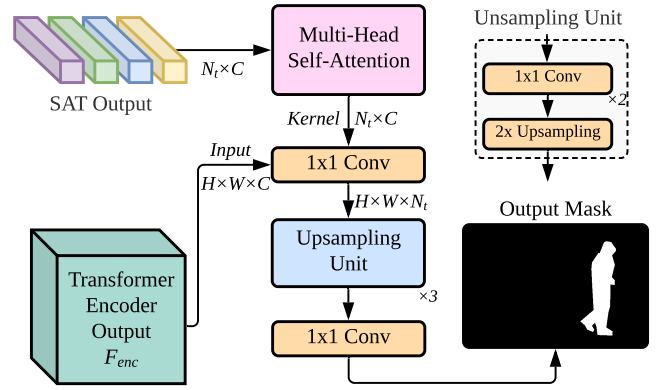 Unsampling Unit
Multi-Head
Self-Attention
1x1 Conv
×2
N_t×C
SAT Output
Kernel
N_t×C
2x Upsampling
Input
1x1 Conv
H×W×C
H×W×N_t
Output Mask
Upsampling
Unit
Transformer
Encoder
Output
F_enc
×3
1x1 Conv